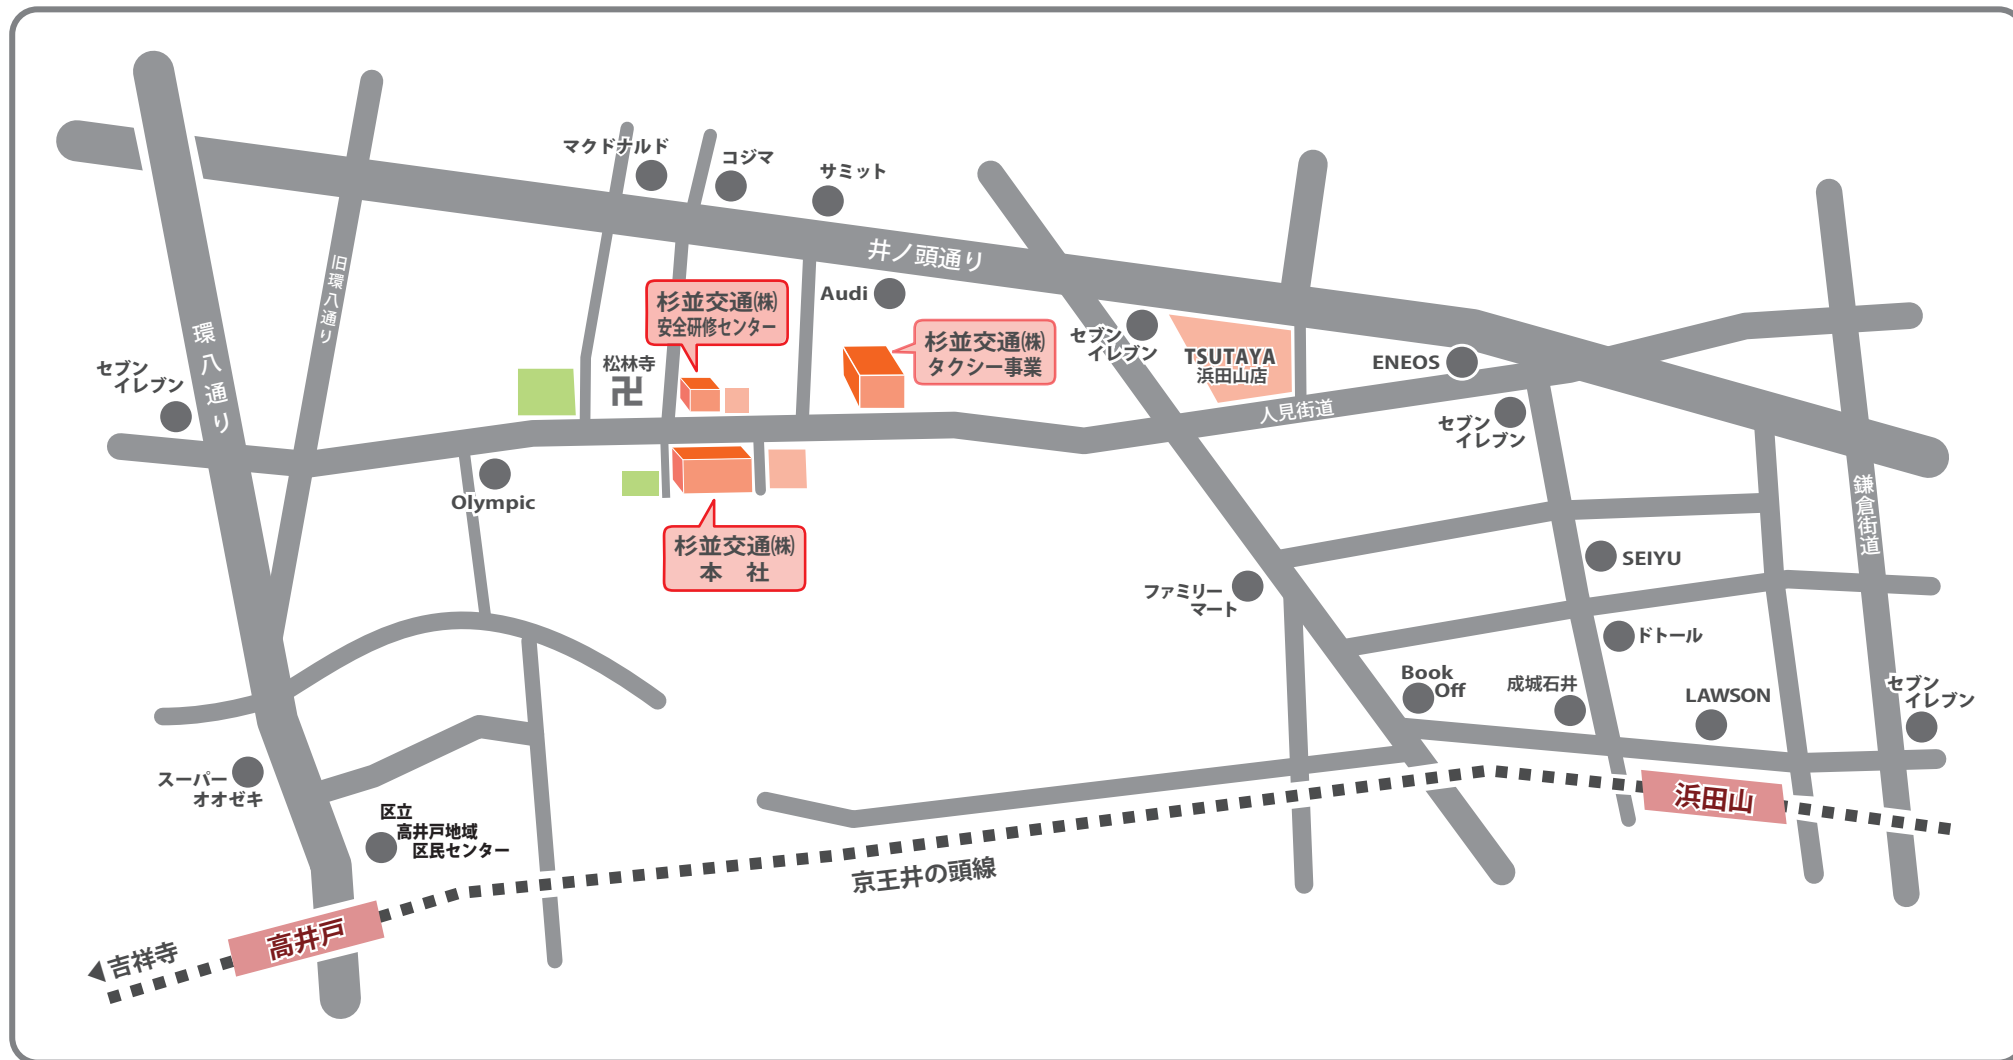 マクドナルド
コジマ
サミット
井ノ頭通り
旧環八通り
環八通り
杉並交通㈱
安全研修センター
Audi
杉並交通㈱
タクシー事業
セブン
イレブン
TSUTAYA
浜田山店
ENEOS
セブン
イレブン
松林寺
卍
人見街道
セブン
イレブン
Olympic
鎌倉街道
杉並交通㈱
本　社
SEIYU
ファミリー
マート
ドトール
Book
Off
成城石井
LAWSON
セブン
イレブン
スーパー
オオゼキ
区立
高井戸地域
区民センター
浜田山
京王井の頭線
高井戸
◀吉祥寺